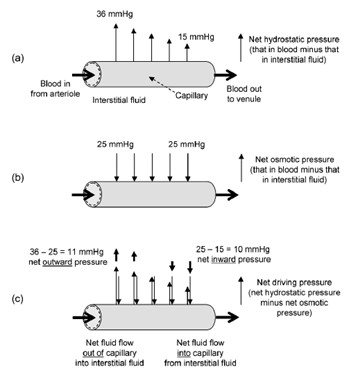 36 mmHg
15 mmHg
Net hydrostatic pressure
(that in blood minus that
in interstitial fluid)
(a)
Blood in
from arteriole
Interstitial fluid
Capillary
Blood out
to venule
25 mmHg
25 mmHg
(b)
Net osmotic pressure
(that in blood minus that
in interstitial fluid)
36 – 25 = 11 mmHg
net outward pressure
25 – 15 = 10 mmHg
net inward pressure
(c)
Net driving pressure
(net hydrostatic pressure
minus net osmotic
pressure)
Net fluid flow
out of capillary
into interstitial fluid
Net fluid flow
into capillary
from interstitial fluid